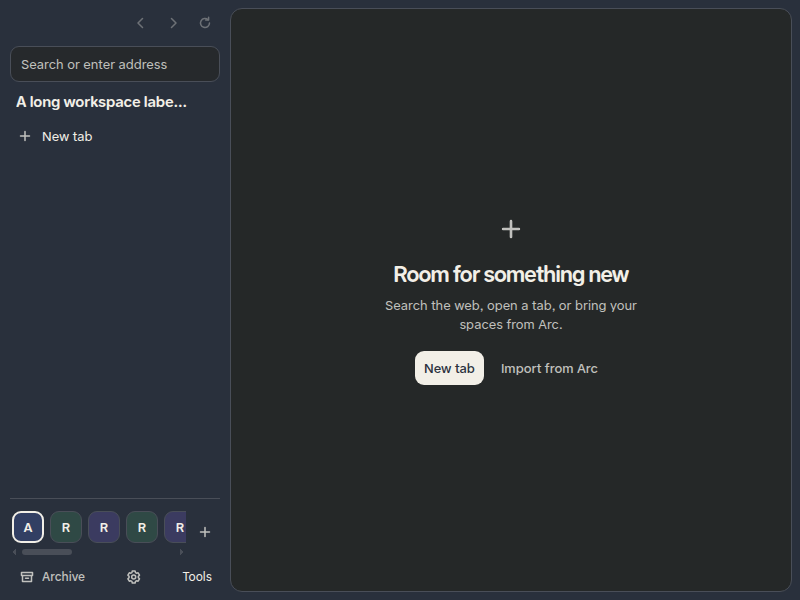 Search or enter address
A long workspace labe...
New tab
Room for something new
Search the web, open a tab, or bring your
spaces from Arc.
New tab
Import from Arc
A R R R R
Archive
Tools